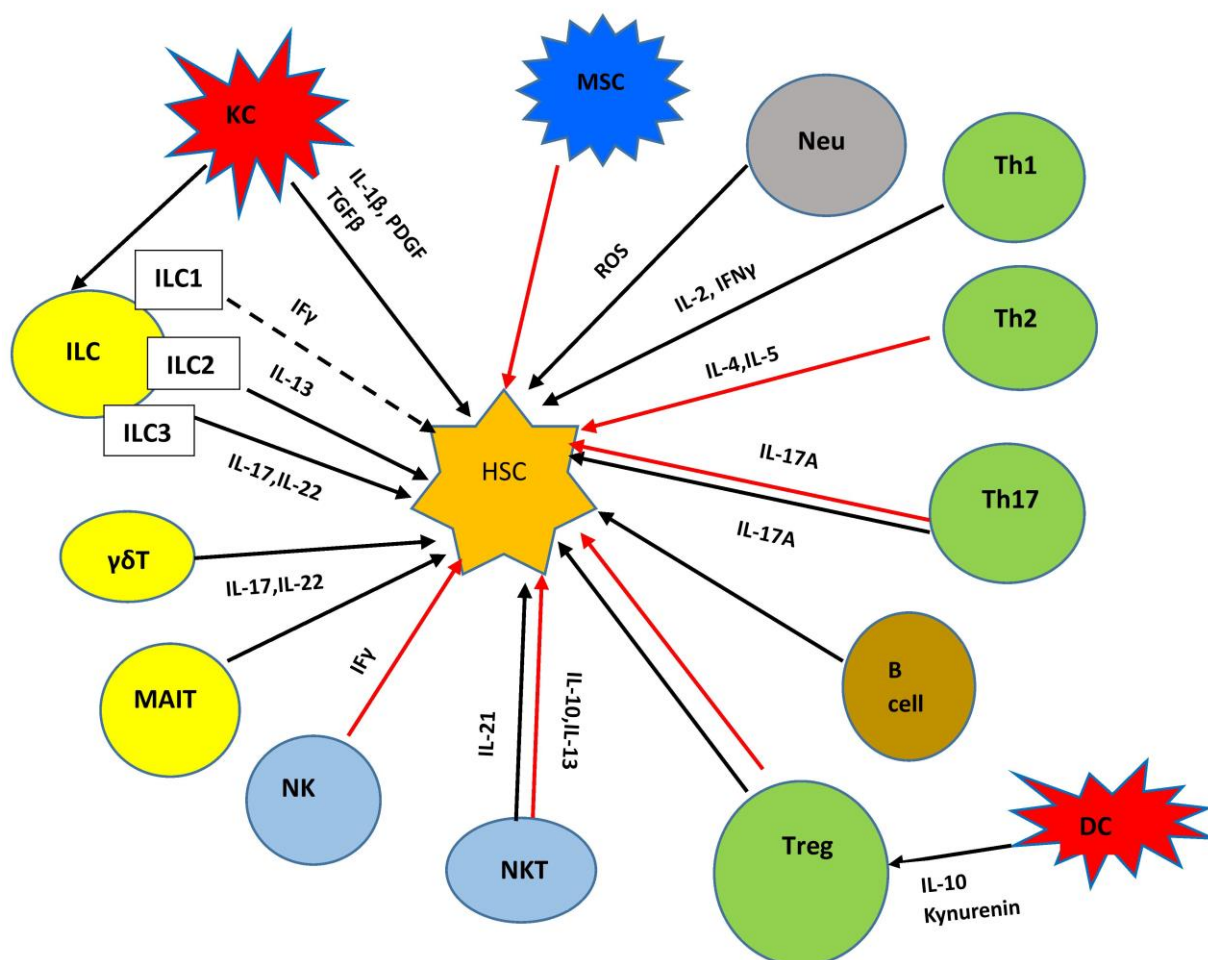 KC
MSC
Neu
Th1
IL-1β, PDGF
TGFβ
ROS
IL-2, IFNγ
ILC1
IFγ
ILC
ILC2
IL-13
ILC3
IL-17,IL-22
Th2
IL-4,IL-5
HSC
IL-17A
Th17
IL-17A
γδT
IL-17,IL-22
MAIT
IFγ
NK
IL-21
IL-10,IL-13
NKT
B
cell
Treg
DC
IL-10
Kynurenin